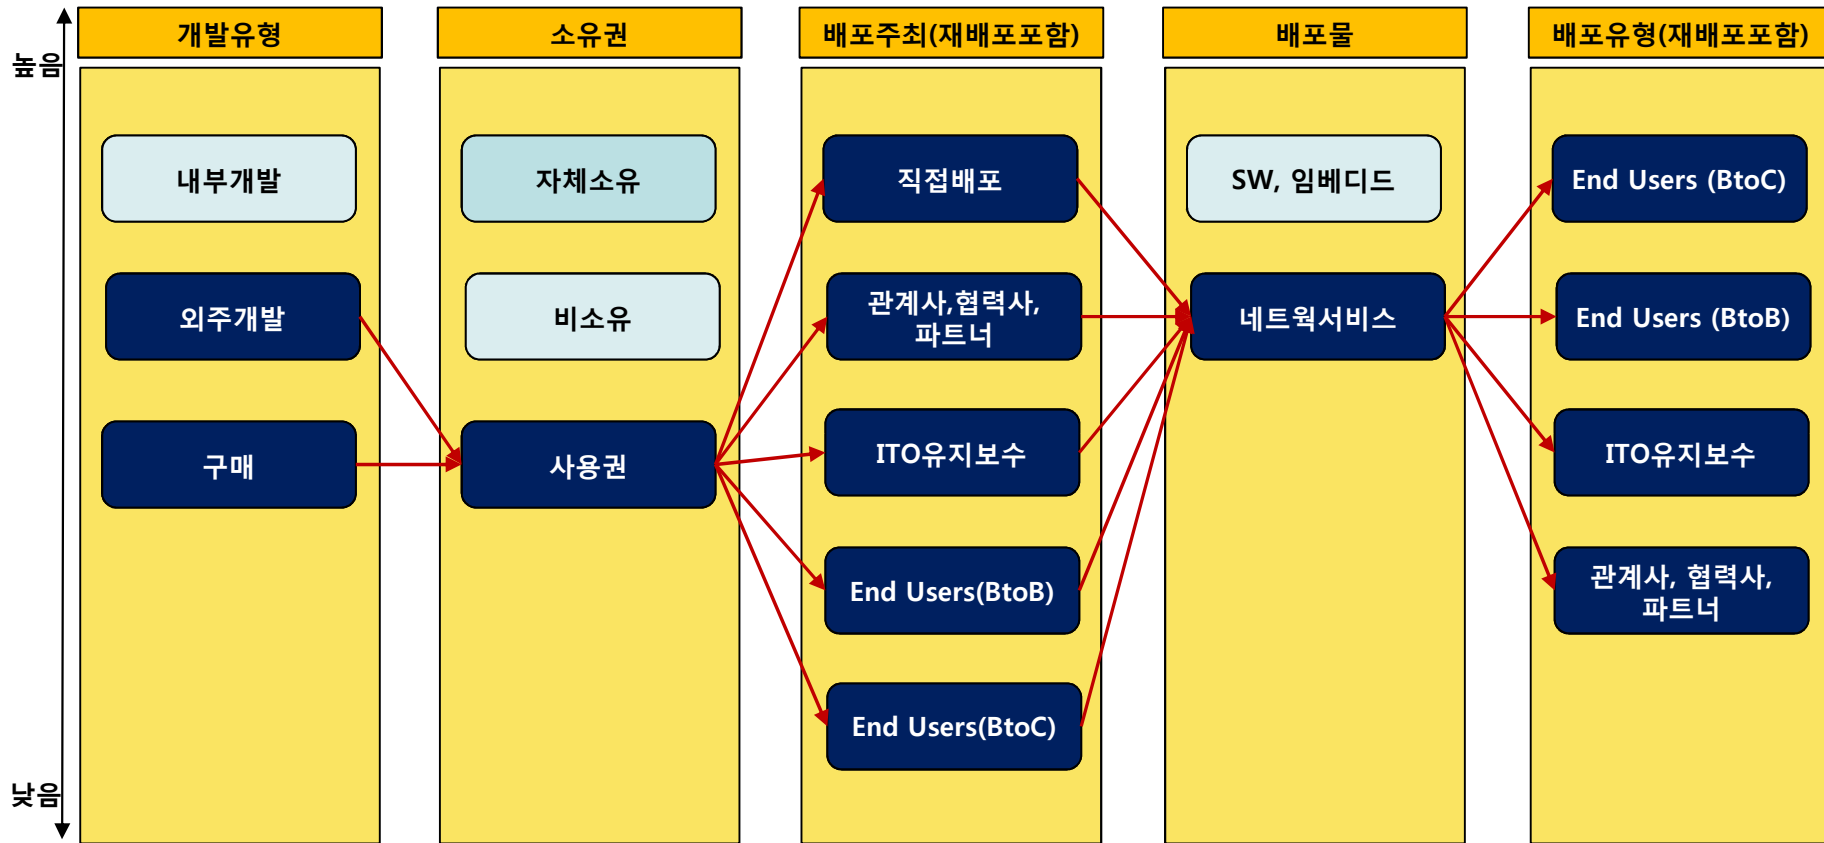 개발유형
소유권
배포주최(재배포포함)
배포물
배포유형(재배포포함)
높음
내부개발
외주개발
구매
자체소유
비소유
사용권
직접배포
관계사,협력사,
파트너
ITO유지보수
End Users(BtoB)
End Users(BtoC)
SW, 임베디드
네트웍서비스
End Users (BtoC)
End Users (BtoB)
ITO유지보수
관계사, 협력사,
파트너
낮음